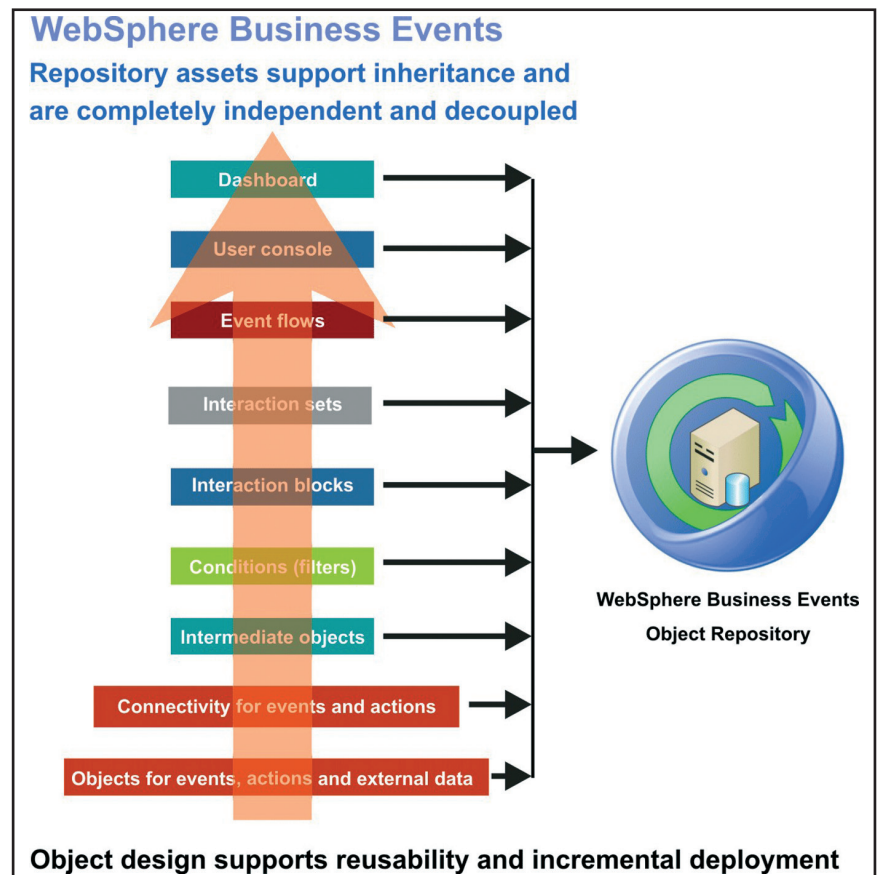 WebSphere Business Events
Repository assets support inheritance and
are completely independent and decoupled
Dashboard
User console
Event flows
Interaction sets
Interaction blocks
Conditions (filters)
Intermediate objects
Connectivity for events and actions
Objects for events, actions and external data
WebSphere Business Events
Object Repository
Object design supports reusability and incremental deployment